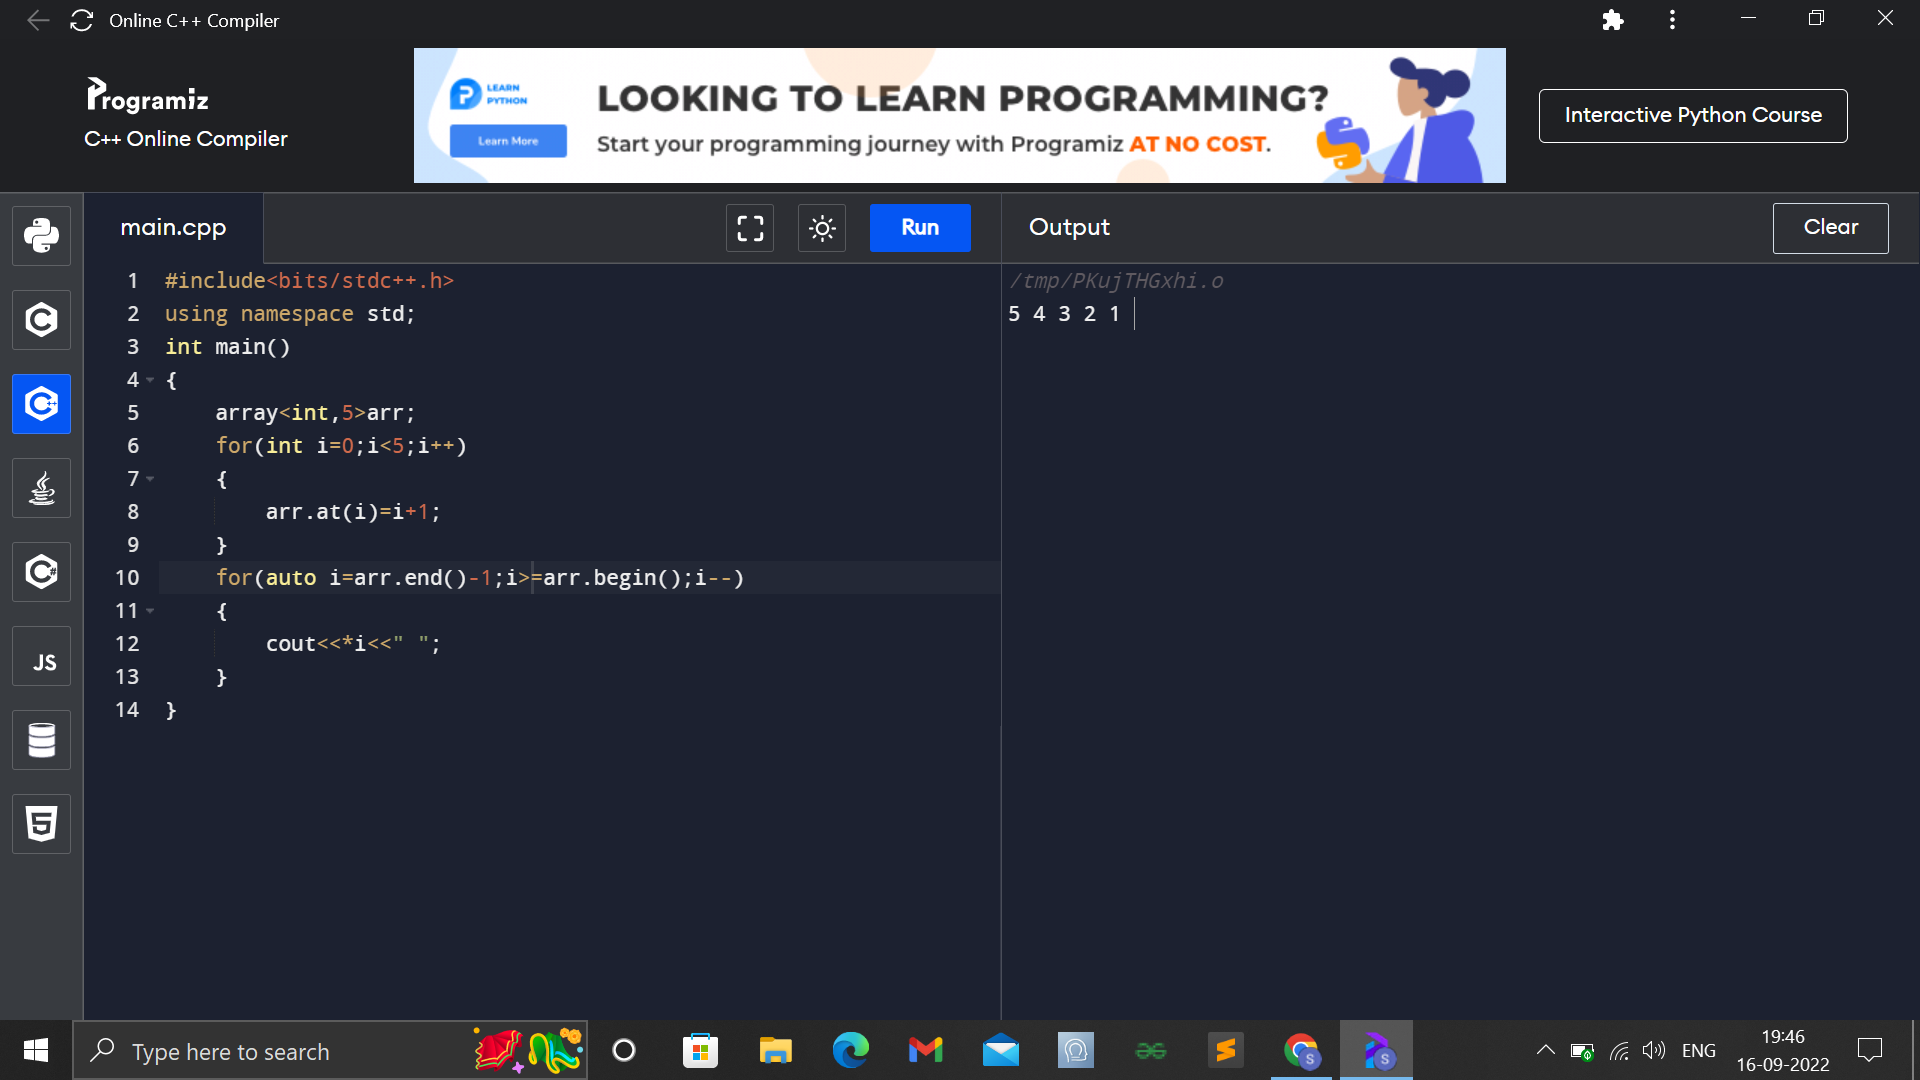 Online C++ Compiler
Programiz
C++ Online Compiler
LEARN
PYTHON
Learn More
LOOKING TO LEARN PROGRAMMING?
Start your programming journey with Programiz AT NO COST.
Interactive Python Course
main.cpp
Run
Output
Clear
1 #include<bits/stdc++.h>
2 using namespace std;
3 int main()
4 {
5 array<int,5>arr;
6 for(int i=0;i<5;i++)
7 {
8 arr.at(i)=i+1;
9 }
10 for(auto i=arr.end()-1;i>=arr.begin();i--)
11 {
12 cout<<*i<<" ";
13 }
14 }
/tmp/PKujTHGxhi.o
5 4 3 2 1
JS
Type here to search
S
S
ENG
19:46
16-09-2022